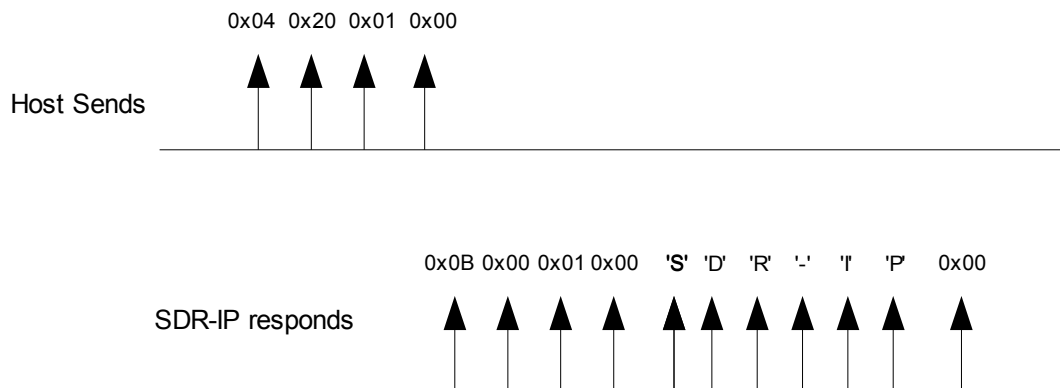 0x04 0x20 0x01 0x00
Host Sends
0x0B 0x00 0x01 0x00 'S' 'D' 'R' '-' 'I' 'P' 0x00
SDR-IP responds